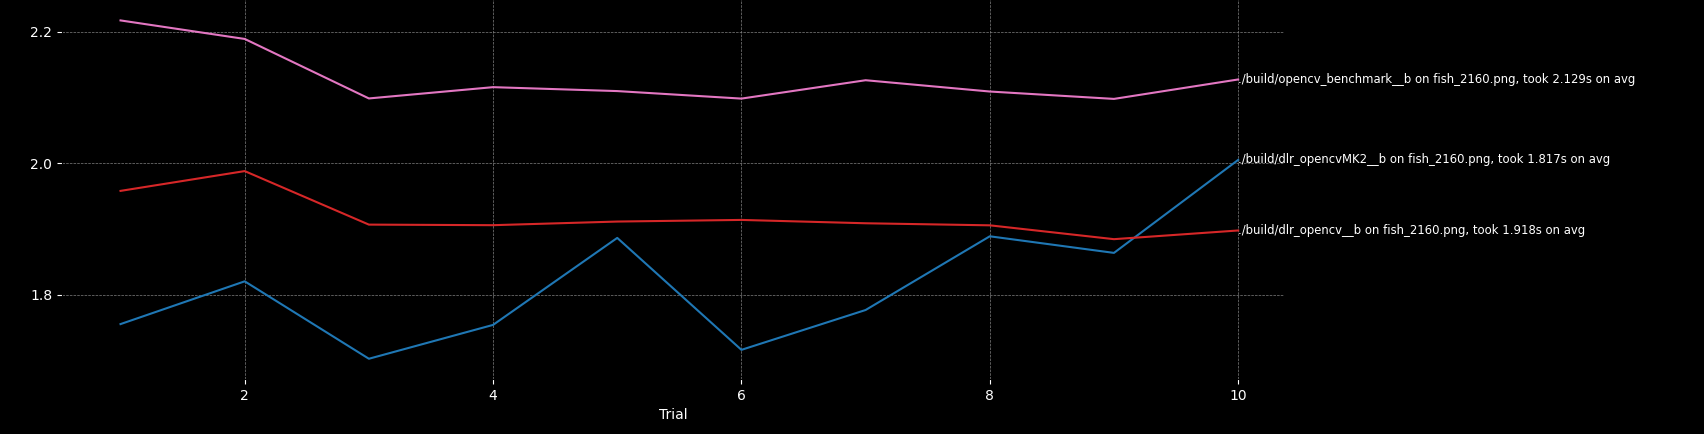 2.2
./build/opencv_benchmark__b on fish_2160.png, took 2.129s on avg
2.0
./build/dlr_opencvMK2__b on fish_2160.png, took 1.817s on avg
./build/dlr_opencv__b on fish_2160.png, took 1.918s on avg
1.8
2 4 6 8 10
Trial